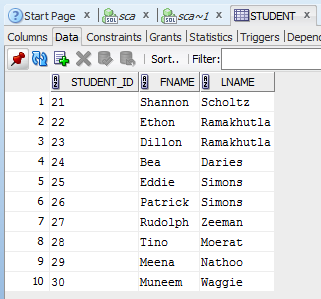 Start Page sca sca~1 STUDENT
Columns Data Constraints Grants Statistics Triggers Depend
Sort.. Filter:
STUDENT_ID FNAME LNAME
1 21 Shannon Scholtz
2 22 Ethon Ramakhutla
3 23 Dillon Ramakhutla
4 24 Bea Daries
5 25 Eddie Simons
6 26 Patrick Simons
7 27 Rudolph Zeeman
8 28 Tino Moerat
9 29 Meena Nathoo
10 30 Muneem Waggie